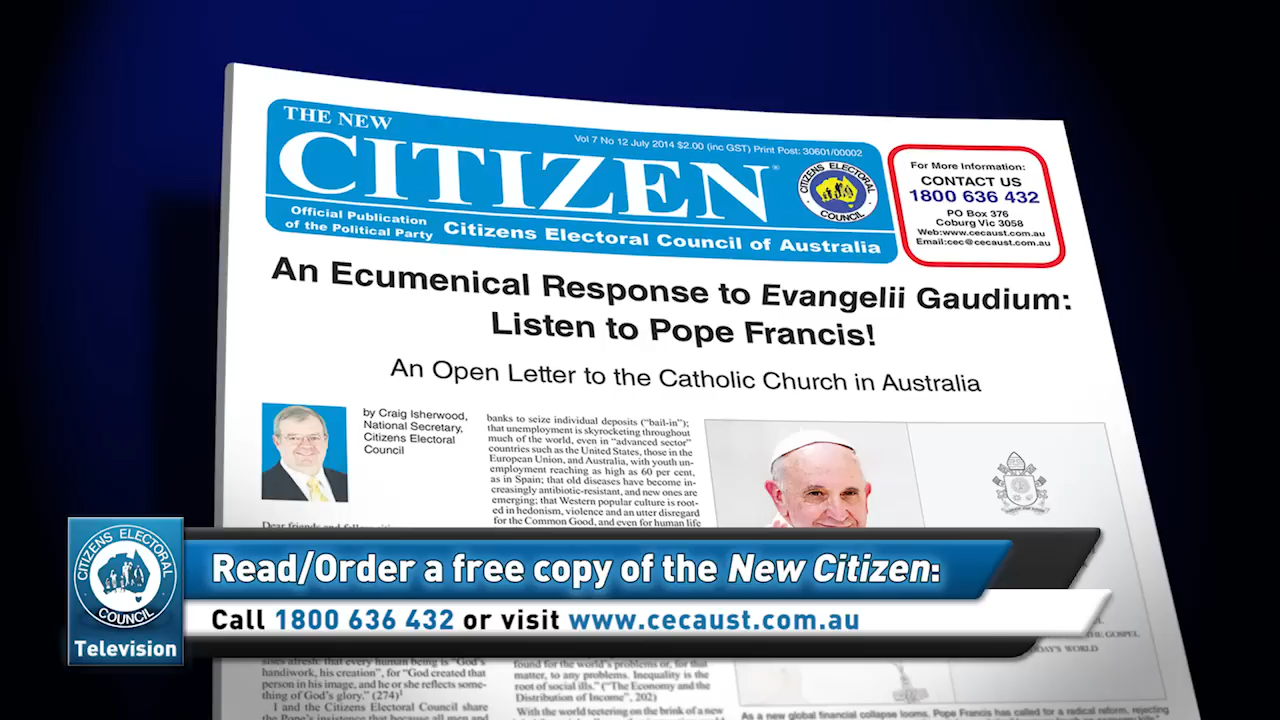 THE NEW
CITIZEN®
Vol 7 No 12 July 2014 $2.00 (inc GST) Print Post: 30601/00002
CITIZENS ELECTORAL
COUNCIL
Official Publication
of the Political Party
Citizens Electoral Council of Australia
For More Information:
CONTACT US
1800 636 432
PO Box 376
Coburg Vic 3058
Web:www.cecaust.com.au
Email:cec@cecaust.com.au
An Ecumenical Response to Evangelii Gaudium:
Listen to Pope Francis!
An Open Letter to the Catholic Church in Australia
by Craig Isherwood,
National Secretary,
Citizens Electoral
Council
banks to seize individual deposits (“bail-in”);
that unemployment is skyrocketing throughout
much of the world, even in “advanced sector”
countries such as the United States, those in the
European Union, and Australia, with youth un-
employment reaching as high as 60 per cent,
as in Spain; that old diseases have become in-
creasingly antibiotic-resistant, and new ones are
emerging; that Western popular culture is root-
ed in hedonism, violence and an utter disregard
for the Common Good, and even for human life
CITIZENS ELECTORAL
COUNCIL
Television
Read/Order a free copy of the New Citizen:
Call 1800 636 432 or visit www.cecaust.com.au
THE GOSPEL
DAY'S WORLD
that every human being is “God's
handiwork, his creation”, for “God created that
person in his image, and he or she reflects some-
thing of God's glory.” (274)¹
I and the Citizens Electoral Council share
found for the world's problems or, for that
matter, to any problems. Inequality is the
root of social ills.” (“The Economy and the
Distribution of Income”, 202)
With the world teetering on the brink of a new
As a new global financial collapse looms, Pope Francis has called for a radical reform, rejecting